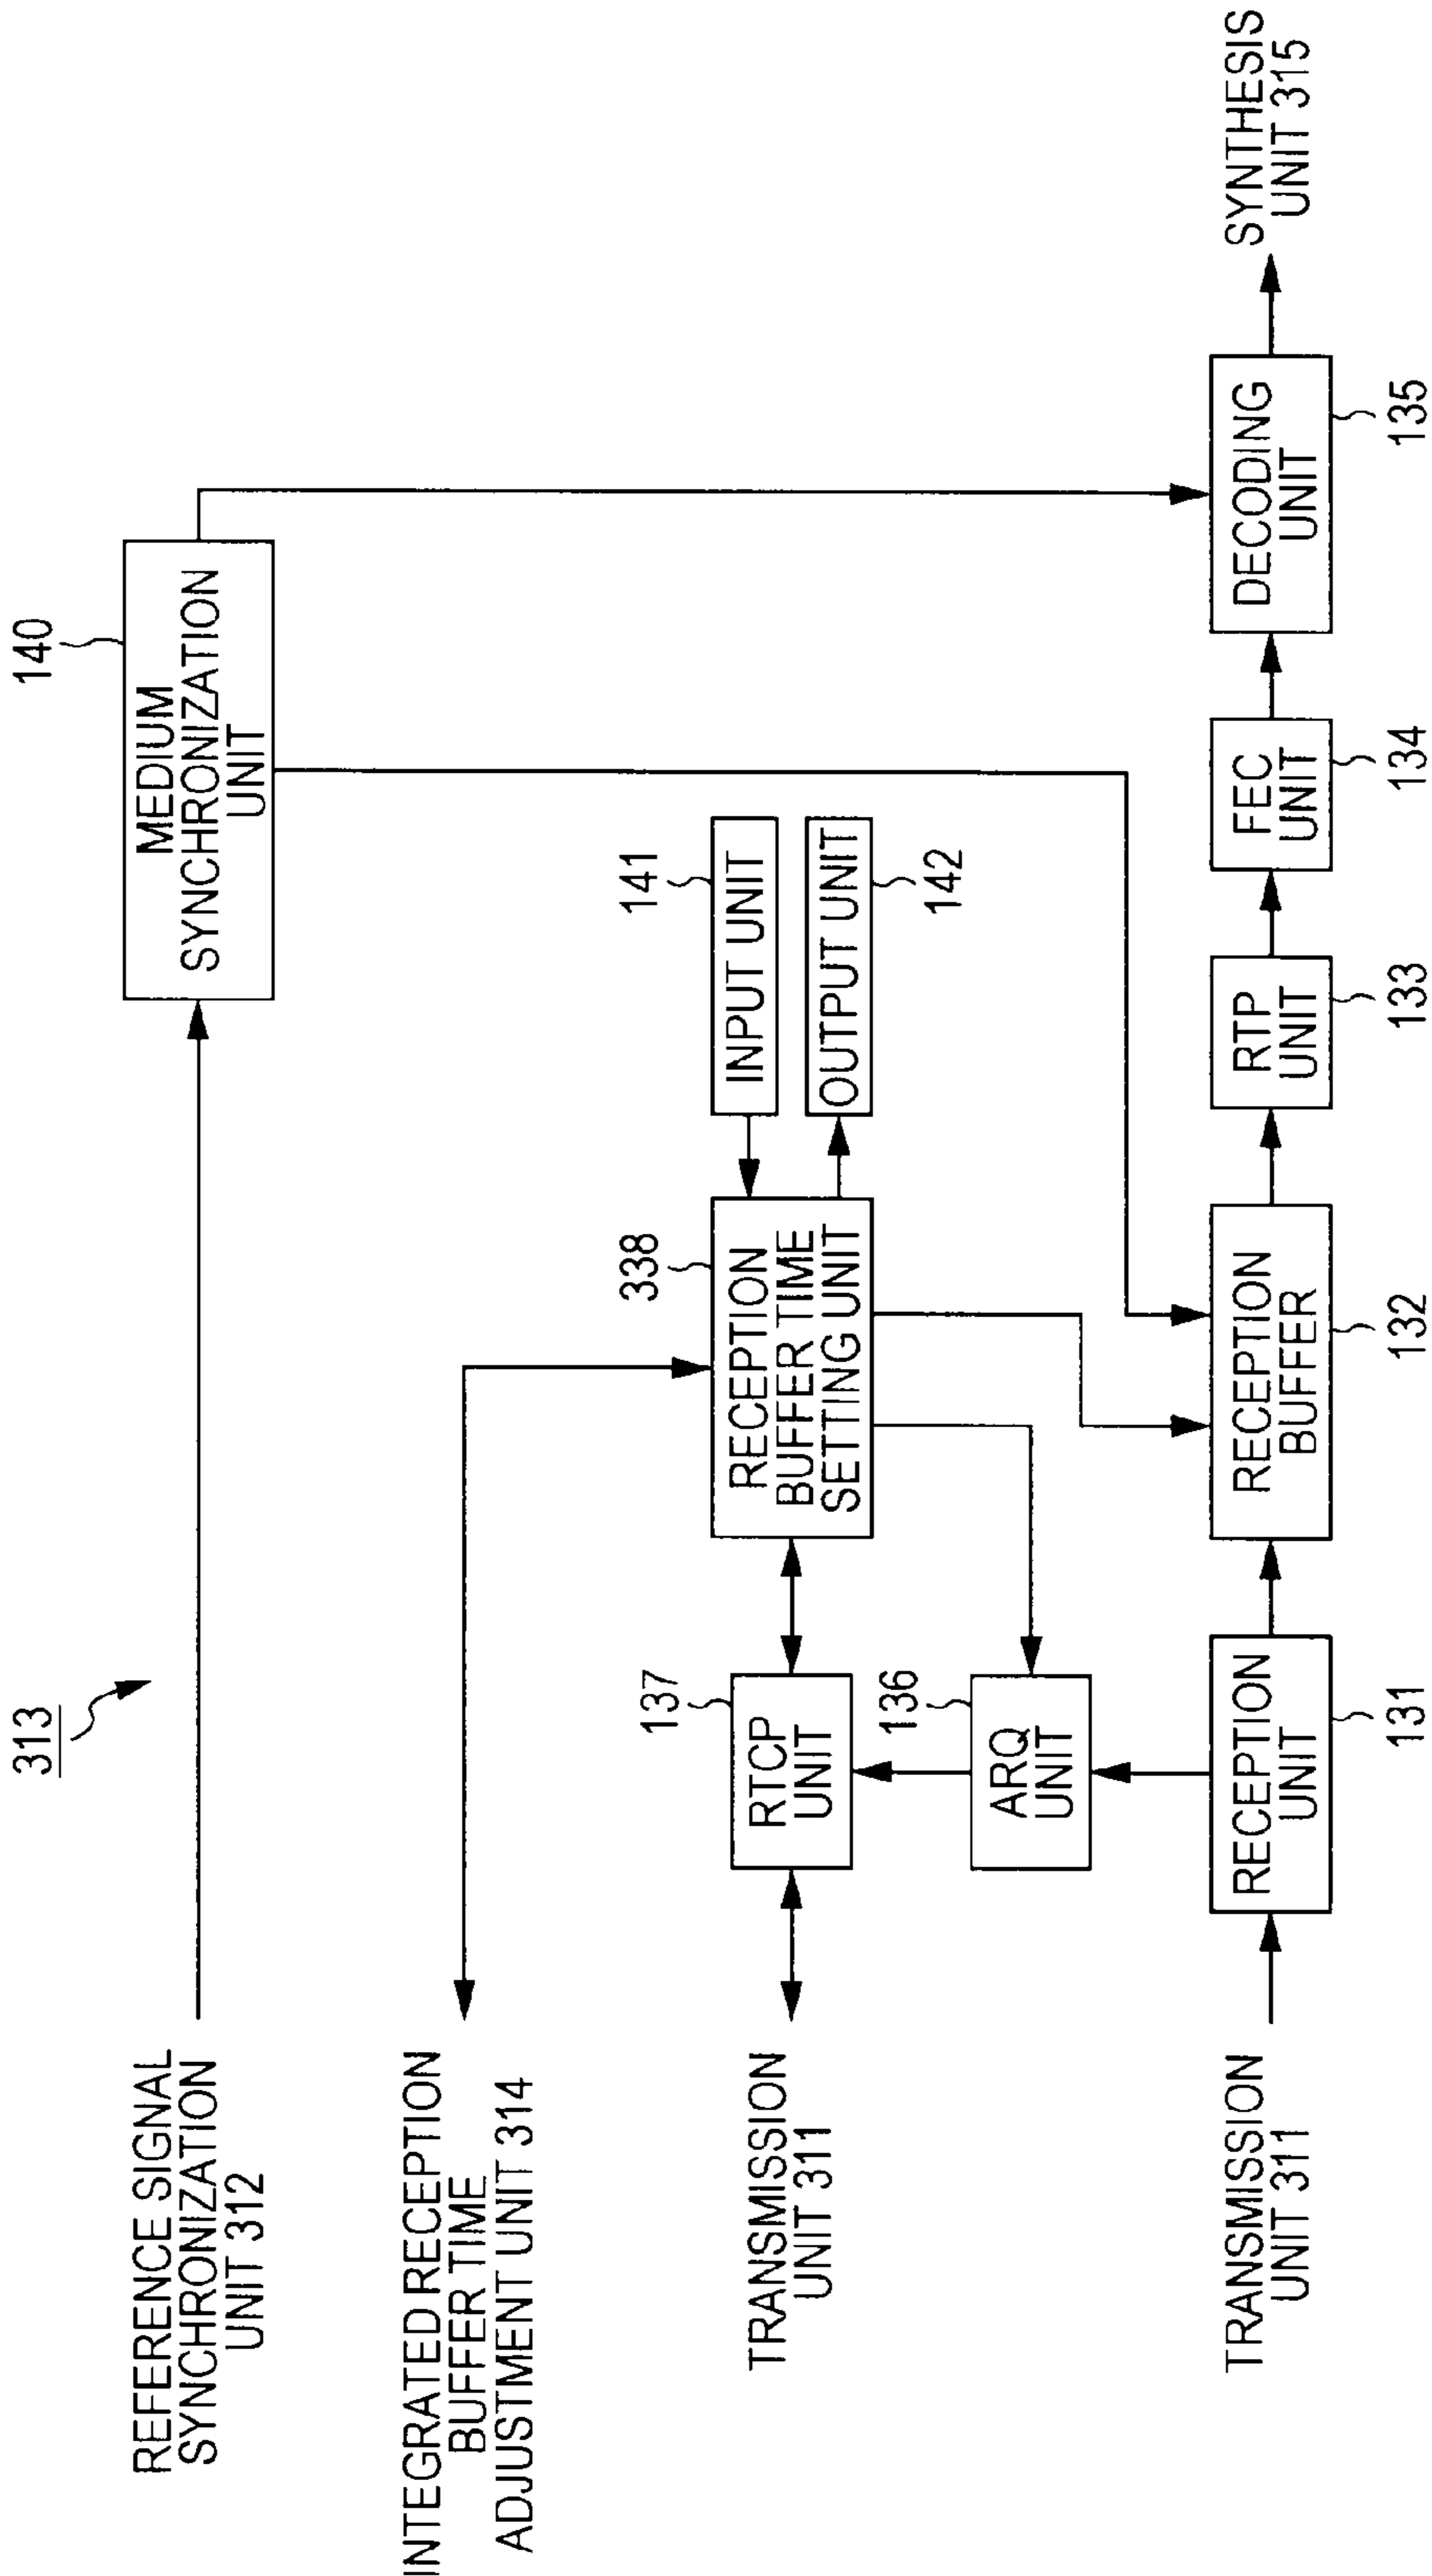 313
REFERENCE SIGNAL
SYNCHRONIZATION
UNIT 312
140
MEDIUM
SYNCHRONIZATION
UNIT
INTEGRATED RECEPTION
BUFFER TIME
ADJUSTMENT UNIT 314
338
RECEPTION
BUFFER TIME
SETTING UNIT
141
INPUT UNIT
OUTPUT UNIT
142
TRANSMISSION
UNIT 311
137
RTCP
UNIT
136
ARQ
UNIT
TRANSMISSION
UNIT 311
RECEPTION
UNIT
131
RECEPTION
BUFFER
132
RTP
UNIT
133
FEC
UNIT
134
DECODING
UNIT
135
SYNTHESIS
UNIT 315